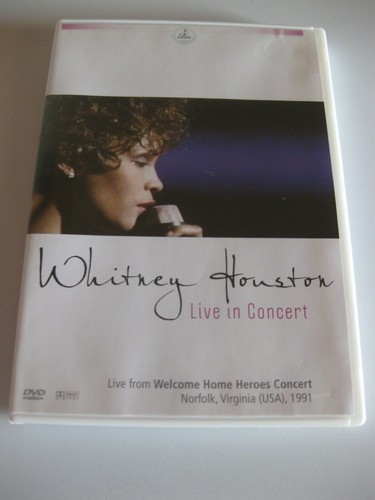 Whitney Houston
Live in Concert
Live from Welcome Home Heroes Concert
Norfolk, Virginia (USA), 1991
DVD